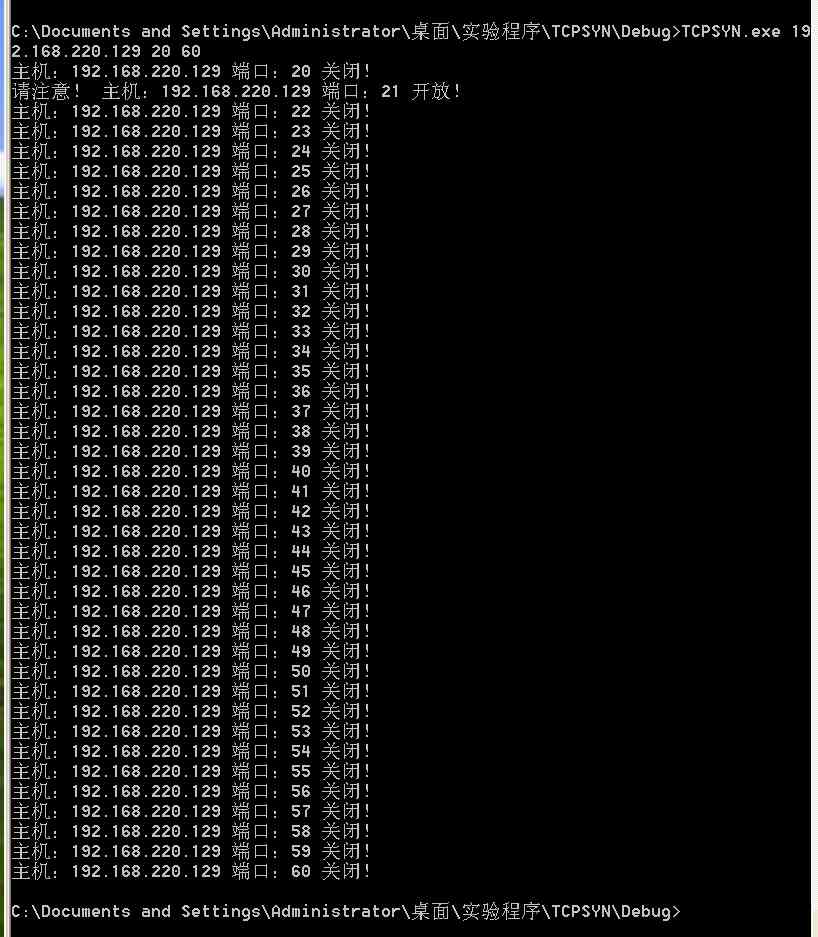 C:\Documents and Settings\Administrator\桌面\实验程序\TCPSYN\Debug>TCPSYN.exe 19
2.168.220.129 20 60
主机：192.168.220.129 端口：20 关闭！
请注意！ 主机：192.168.220.129 端口：21 开放！
主机：192.168.220.129 端口：22 关闭！
主机：192.168.220.129 端口：23 关闭！
主机：192.168.220.129 端口：24 关闭！
主机：192.168.220.129 端口：25 关闭！
主机：192.168.220.129 端口：26 关闭！
主机：192.168.220.129 端口：27 关闭！
主机：192.168.220.129 端口：28 关闭！
主机：192.168.220.129 端口：29 关闭！
主机：192.168.220.129 端口：30 关闭！
主机：192.168.220.129 端口：31 关闭！
主机：192.168.220.129 端口：32 关闭！
主机：192.168.220.129 端口：33 关闭！
主机：192.168.220.129 端口：34 关闭！
主机：192.168.220.129 端口：35 关闭！
主机：192.168.220.129 端口：36 关闭！
主机：192.168.220.129 端口：37 关闭！
主机：192.168.220.129 端口：38 关闭！
主机：192.168.220.129 端口：39 关闭！
主机：192.168.220.129 端口：40 关闭！
主机：192.168.220.129 端口：41 关闭！
主机：192.168.220.129 端口：42 关闭！
主机：192.168.220.129 端口：43 关闭！
主机：192.168.220.129 端口：44 关闭！
主机：192.168.220.129 端口：45 关闭！
主机：192.168.220.129 端口：46 关闭！
主机：192.168.220.129 端口：47 关闭！
主机：192.168.220.129 端口：48 关闭！
主机：192.168.220.129 端口：49 关闭！
主机：192.168.220.129 端口：50 关闭！
主机：192.168.220.129 端口：51 关闭！
主机：192.168.220.129 端口：52 关闭！
主机：192.168.220.129 端口：53 关闭！
主机：192.168.220.129 端口：54 关闭！
主机：192.168.220.129 端口：55 关闭！
主机：192.168.220.129 端口：56 关闭！
主机：192.168.220.129 端口：57 关闭！
主机：192.168.220.129 端口：58 关闭！
主机：192.168.220.129 端口：59 关闭！
主机：192.168.220.129 端口：60 关闭！
C:\Documents and Settings\Administrator\桌面\实验程序\TCPSYN\Debug>